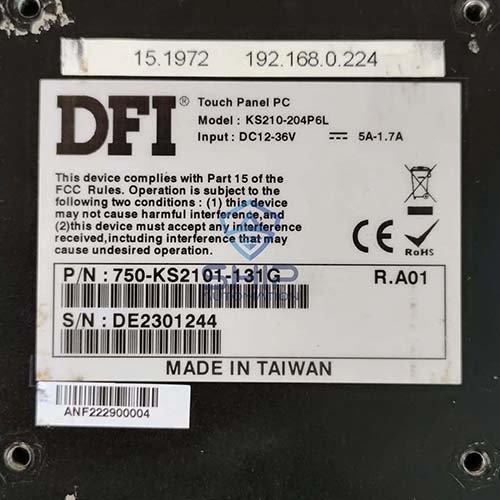 15.1972 192.168.0.224
DFI® Touch Panel PC
Model : KS210-204P6L
Input : DC12-36V 5A-1.7A
This device complies with Part 15 of the
FCC Rules. Operation is subject to the
following two conditions : (1) this device
may not cause harmful interference,and
(2)this device must accept any interference
received,including interference that may
cause undesired operation.
CE RoHS
P/N : 750-KS2101-131G R.A01
SHIP
AUTOMATION
S/N : DE2301244
MADE IN TAIWAN
ANF222900004